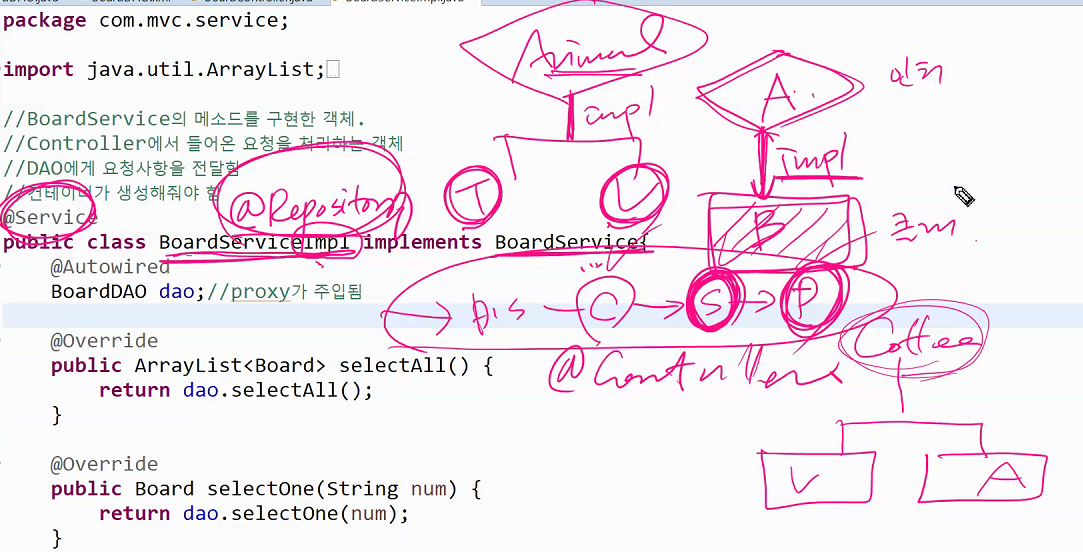 package com.mvc.service;
import java.util.ArrayList;
//BoardService의 메소드를 구현한 객체.
//Controller에서 들어온 요청을 처리하는 객체
//DAO에게 요청사항을 전달함
//컨테이너가 생성해줘야 함
@Service
public class BoardServiceImpl implements BoardService{
@Autowired
BoardDAO dao;//proxy가 주입됨
@Override
public ArrayList<Board> selectAll() {
return dao.selectAll();
}
@Override
public Board selectOne(String num) {
return dao.selectOne(num);
}
Animal
impl
T
V
@Repository
A
Impl
B
Dis
C
S
@Controller
Coffee
V
A